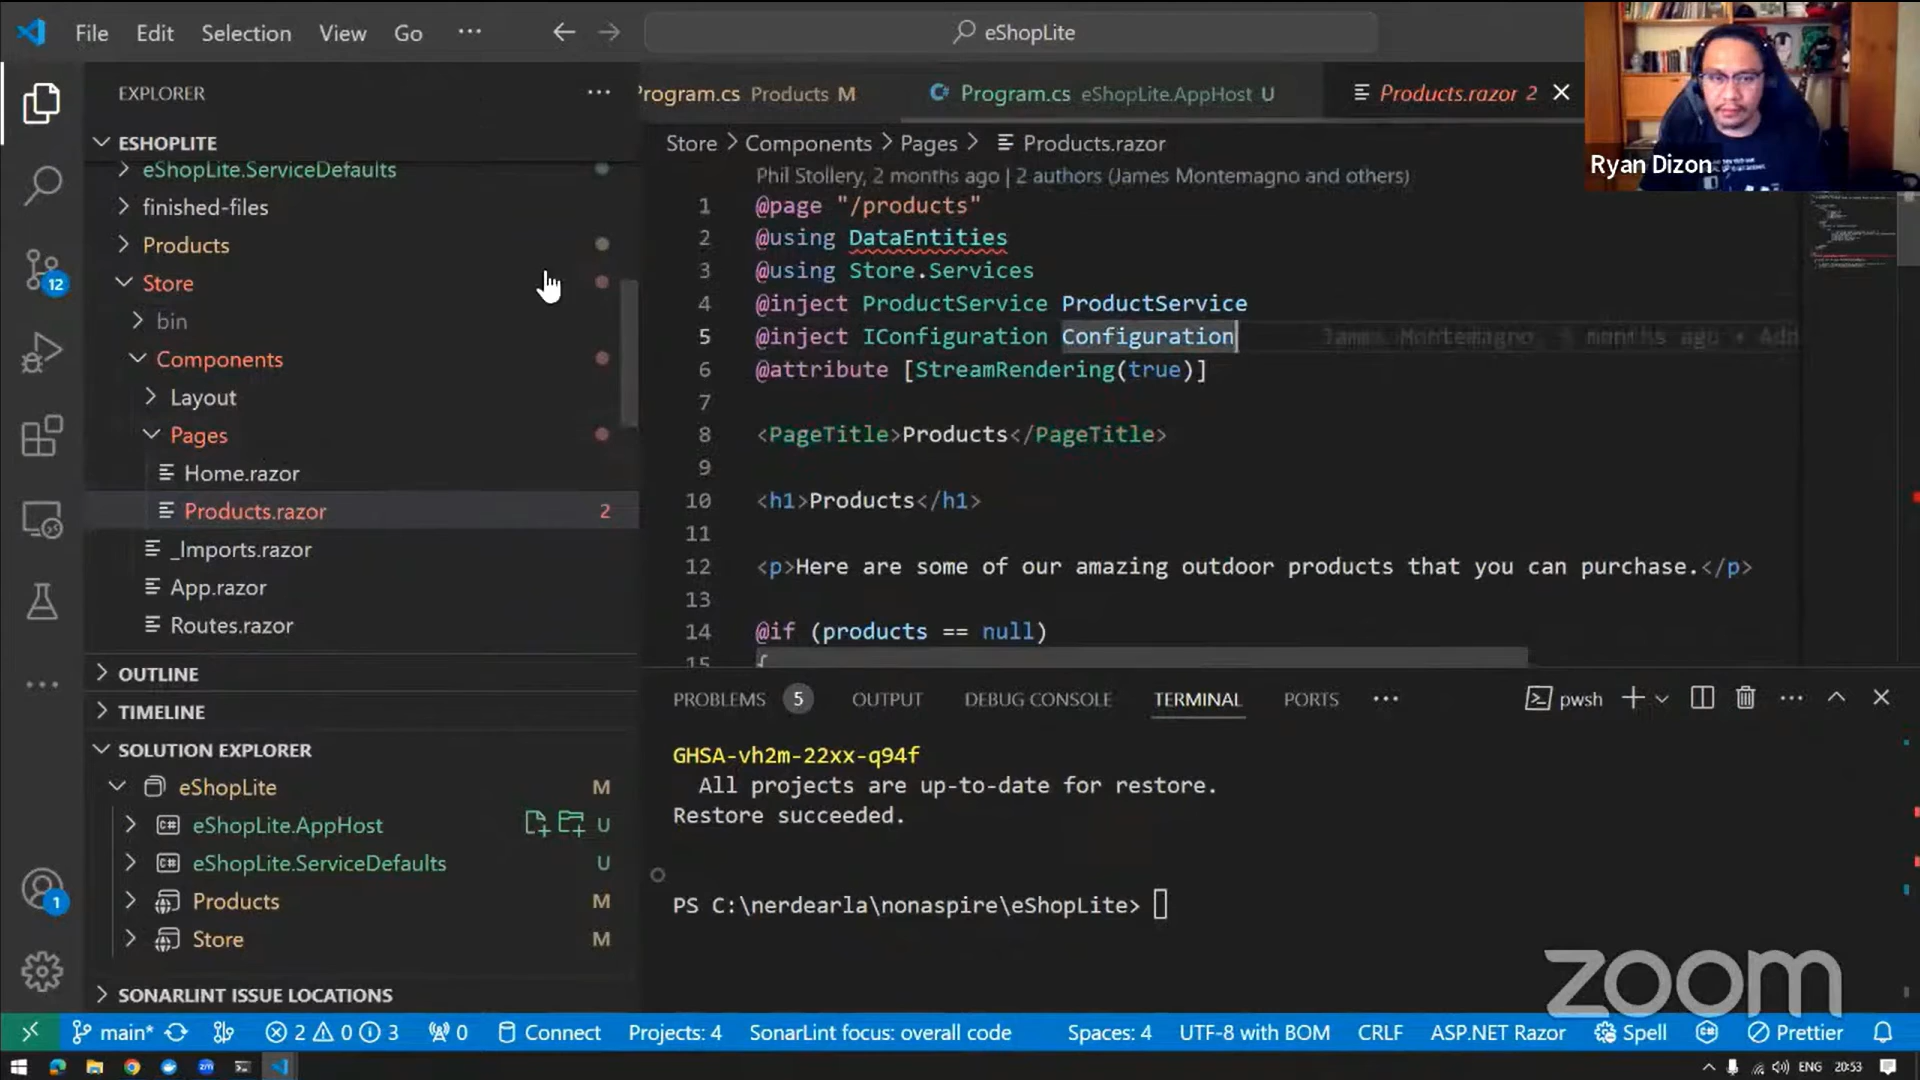 File Edit Selection View Go ··· eShopLite
EXPLORER ···
ESHOPLITE
eShopLite.ServiceDefaults
finished-files
Products
Store
bin
Components
Layout
Pages
Home.razor
Products.razor 2
_Imports.razor
App.razor
Routes.razor
OUTLINE
TIMELINE
SOLUTION EXPLORER
eShopLite M
eShopLite.AppHost U
eShopLite.ServiceDefaults U
Products M
Store M
SONARLINT ISSUE LOCATIONS
12
1
Program.cs Products M
Program.cs eShopLite.AppHost U
Products.razor 2
Store > Components > Pages > Products.razor
Phil Stollery, 2 months ago | 2 authors (James Montemagno and others)
1 @page "/products"
2 @using DataEntities
3 @using Store.Services
4 @inject ProductService ProductService
5 @inject IConfiguration Configuration James Montemagno months ago • Add
6 @attribute [StreamRendering(true)]
7
8 <PageTitle>Products</PageTitle>
9
10 <h1>Products</h1>
11
12 <p>Here are some of our amazing outdoor products that you can purchase.</p>
13
14 @if (products == null)
15 {
Ryan Dizon
PROBLEMS 5 OUTPUT DEBUG CONSOLE TERMINAL PORTS ··· pwsh
GHSA-vh2m-22xx-q94f
All projects are up-to-date for restore.
Restore succeeded.
PS C:\nerdearla\nonaspire\eShopLite>
zoom
main* 2 0 3 0 Connect Projects: 4 SonarLint focus: overall code Spaces: 4 UTF-8 with BOM CRLF ASP.NET Razor Spell Prettier
ENG 20:53